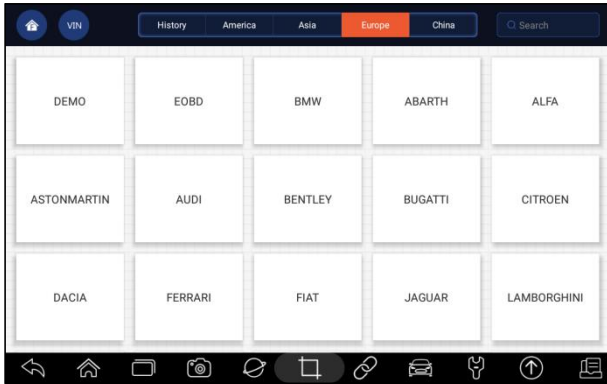 VIN History America Asia Europe China Search
DEMO EOBD BMW ABARTH ALFA
ASTONMARTIN AUDI BENTLEY BUGATTI CITROEN
DACIA FERRARI FIAT JAGUAR LAMBORGHINI